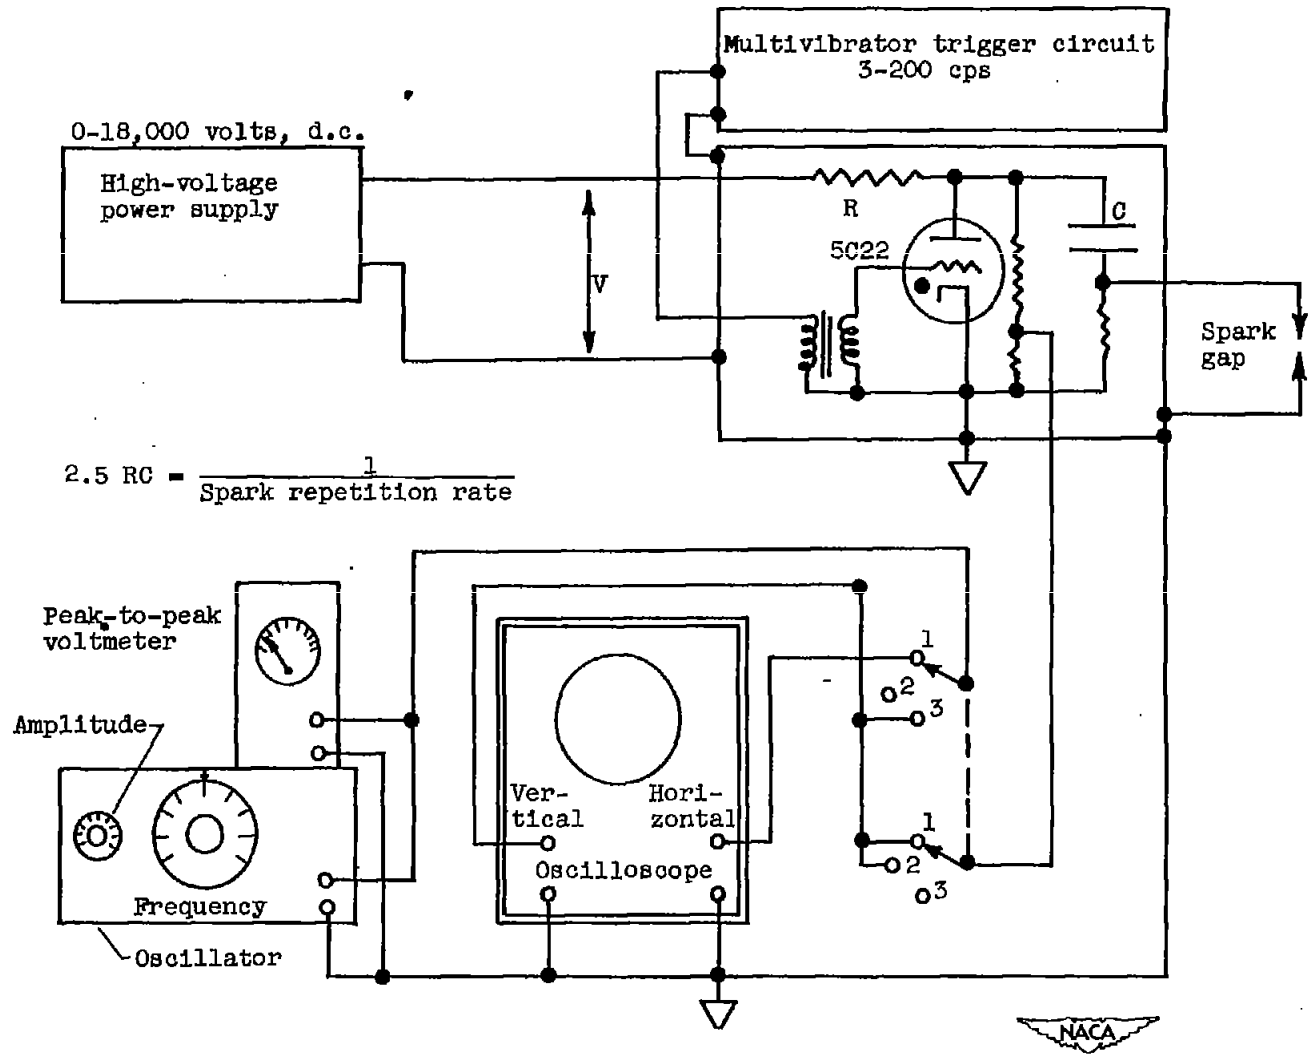 Multivibrator trigger circuit
3-200 cps
0-18,000 volts, d.c.
High-voltage
power supply
R
C
5C22
V
Spark
gap
2.5 RC = 1
Spark repetition rate
Peak-to-peak
voltmeter
1
2
3
Amplitude
Ver-
tical
Hori-
zontal
1
Oscilloscope
2
3
Frequency
Oscillator
NACA